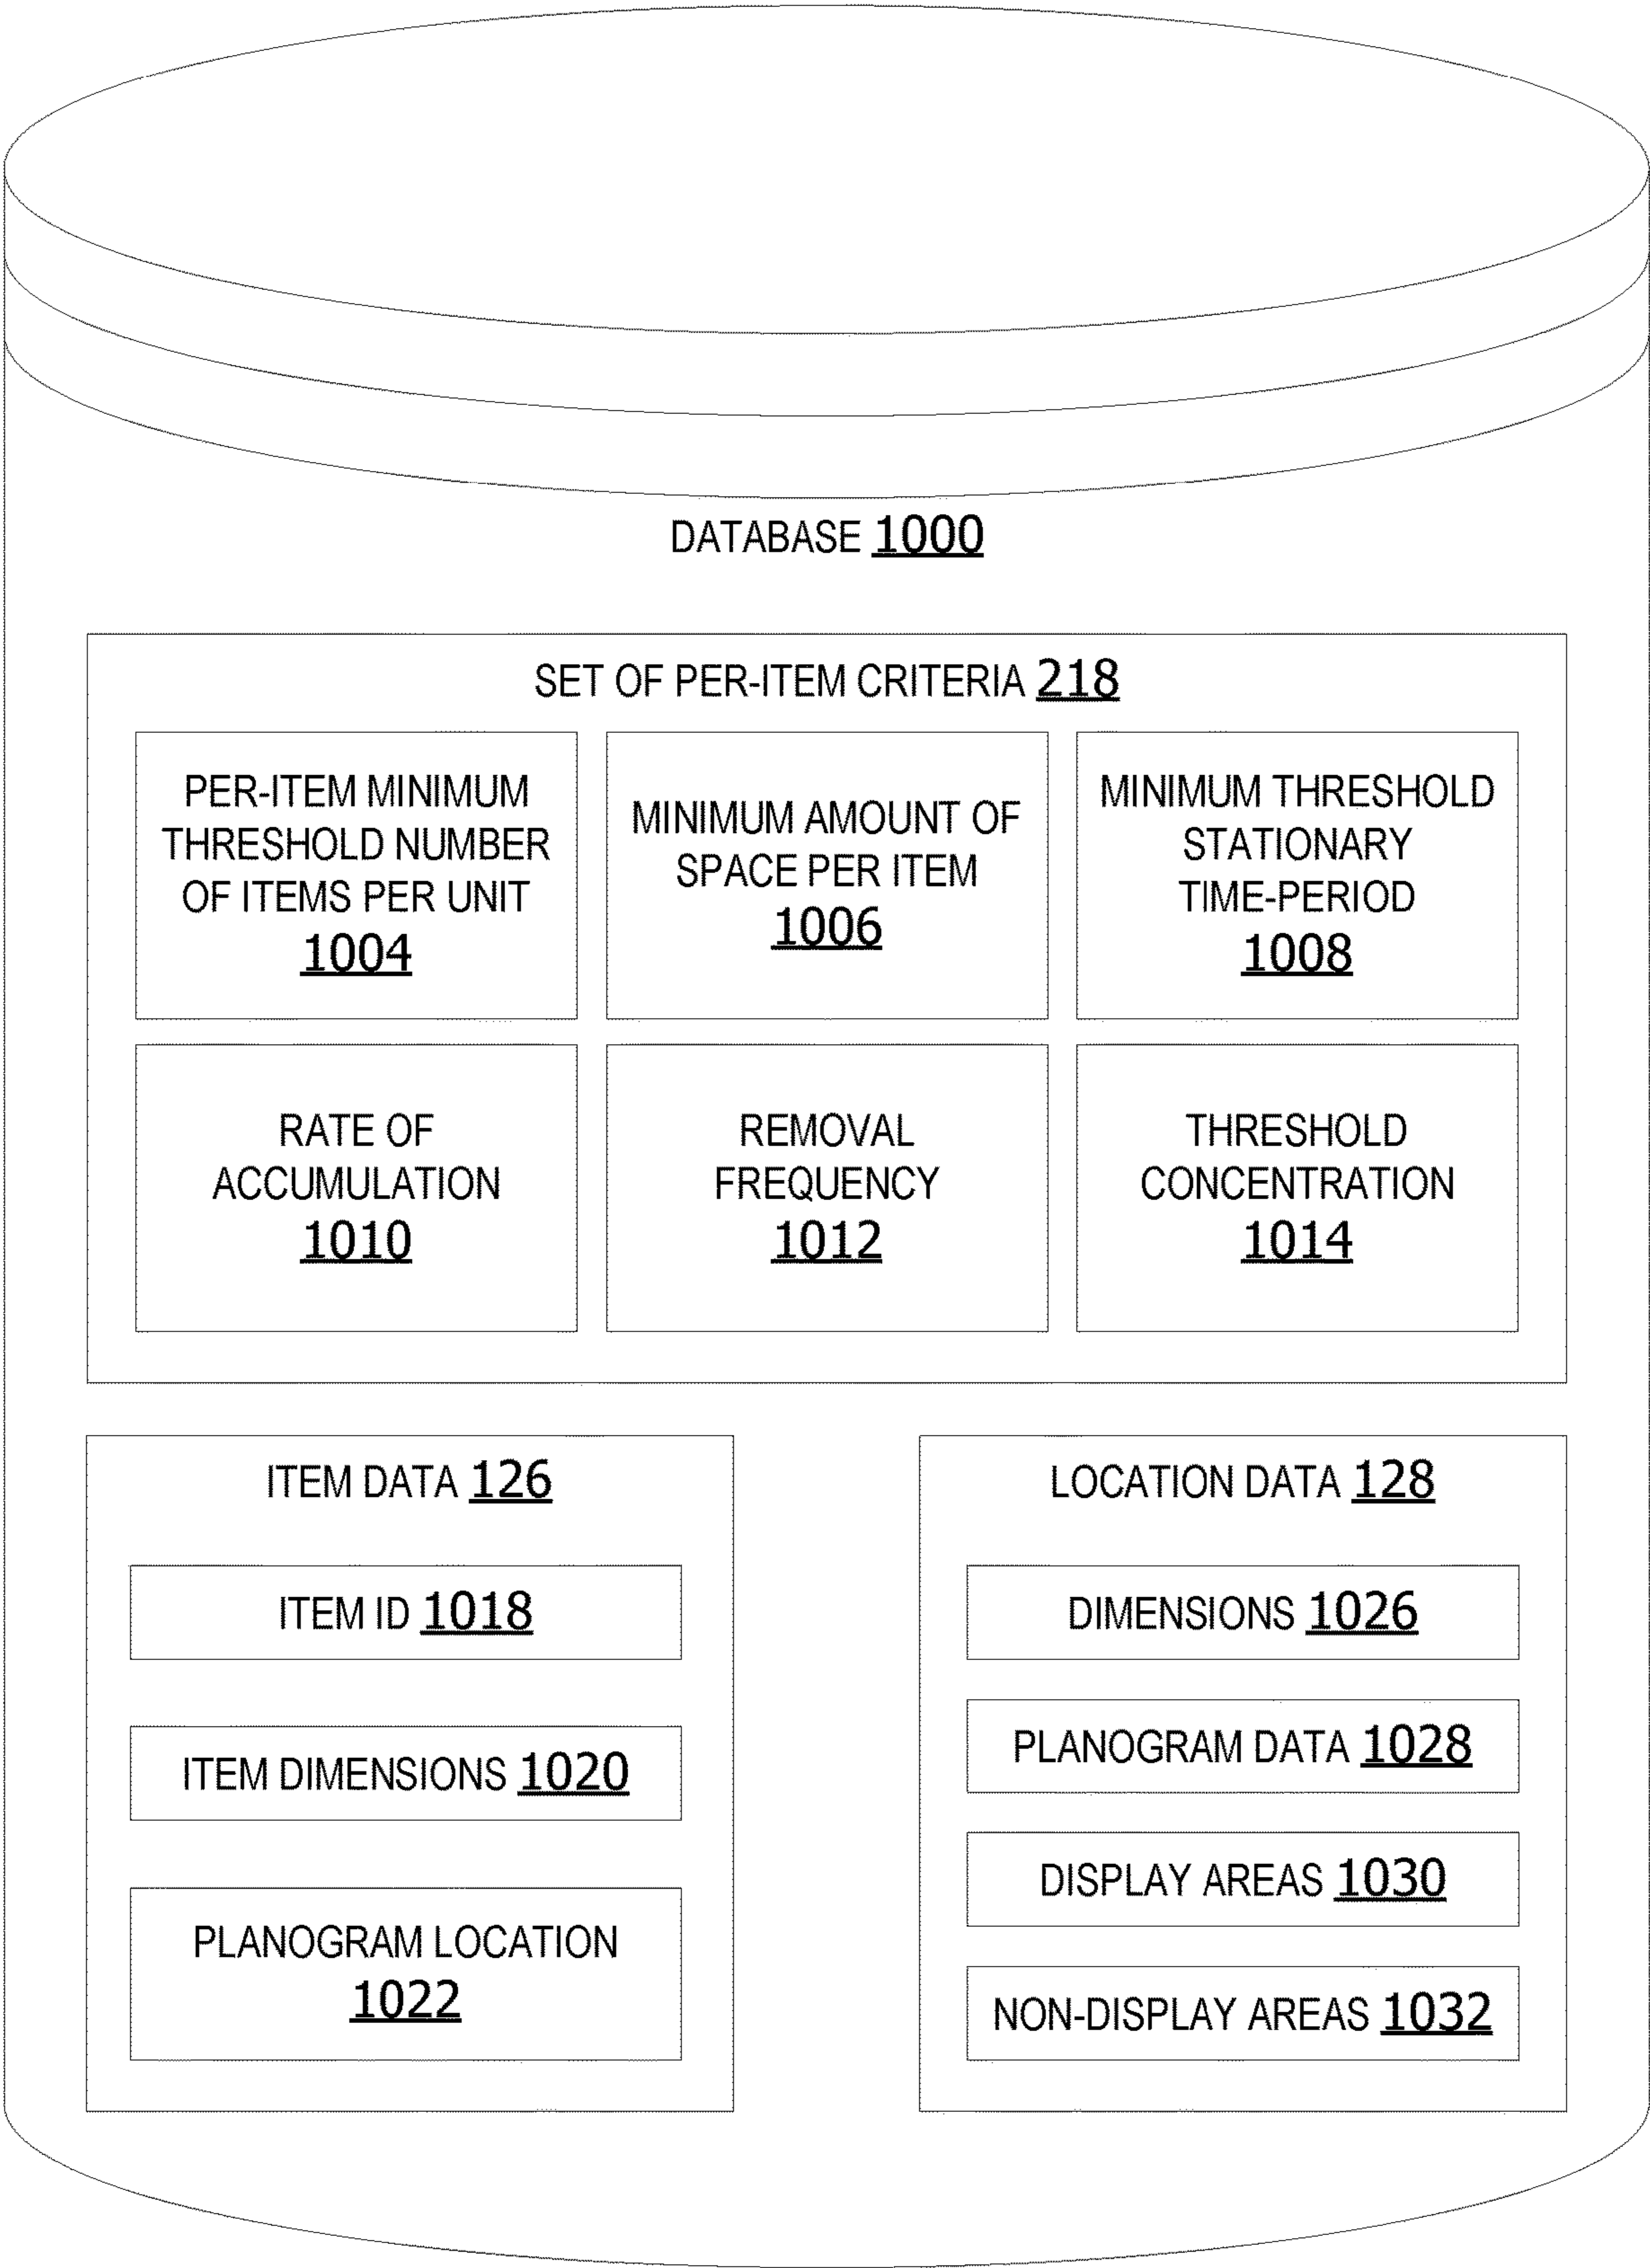 DATABASE 1000
SET OF PER-ITEM CRITERIA 218
PER-ITEM MINIMUM
THRESHOLD NUMBER
OF ITEMS PER UNIT
1004
MINIMUM AMOUNT OF
SPACE PER ITEM
1006
MINIMUM THRESHOLD
STATIONARY
TIME-PERIOD
1008
RATE OF
ACCUMULATION
1010
REMOVAL
FREQUENCY
1012
THRESHOLD
CONCENTRATION
1014
ITEM DATA 126
ITEM ID 1018
ITEM DIMENSIONS 1020
PLANOGRAM LOCATION
1022
LOCATION DATA 128
DIMENSIONS 1026
PLANOGRAM DATA 1028
DISPLAY AREAS 1030
NON-DISPLAY AREAS 1032